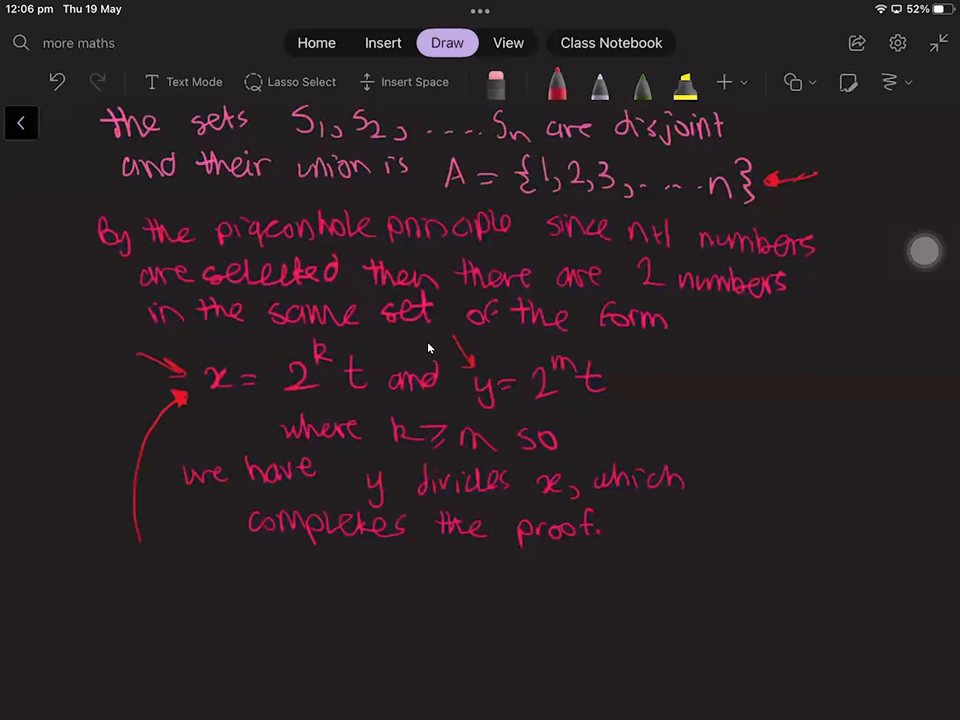 12:06 pm Thu 19 May
52%
more maths
Home Insert Draw View Class Notebook
Text Mode Lasso Select Insert Space
the sets S₁, S₂, ..... Sn are disjoint
and their union is A = {1, 2, 3, ..... n}
By the pigeonhole principle since n+1 numbers
are selected then there are 2 numbers
in the same set of the form
x = 2^k t and y = 2^m t
where k ≥ m so
we have y divides x, which
completes the proof.